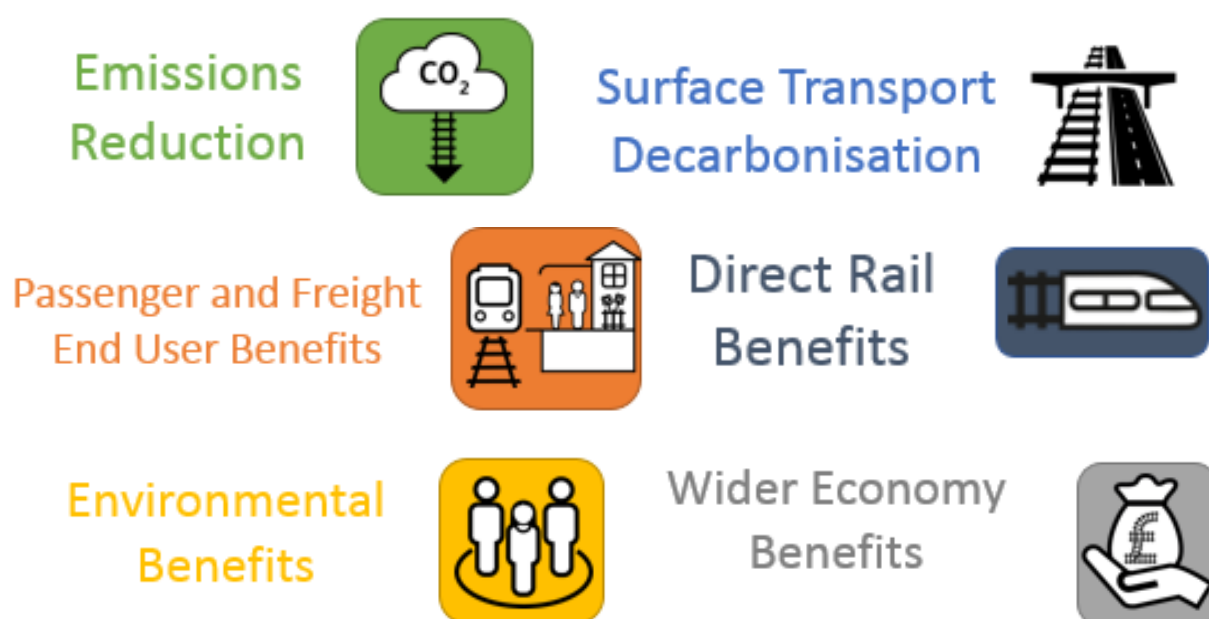 Emissions
Reduction
CO₂
Surface Transport
Decarbonisation
Passenger and Freight
End User Benefits
Direct Rail
Benefits
Environmental
Benefits
Wider Economy
Benefits
£